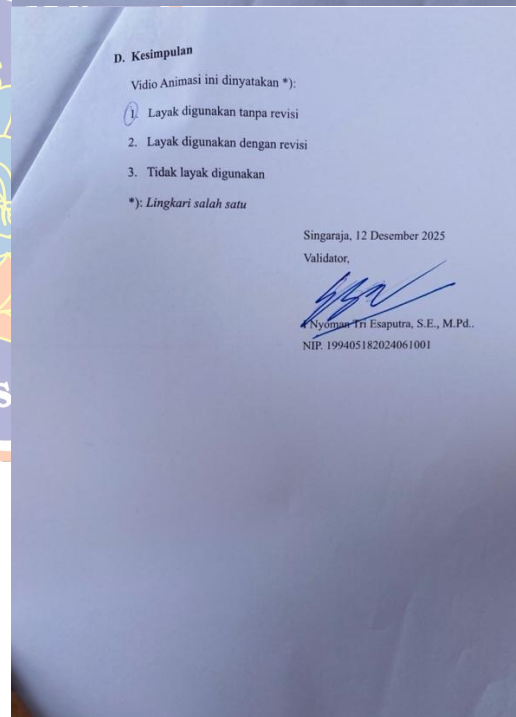 D. Kesimpulan
Vidio Animasi ini dinyatakan *):
1. Layak digunakan tanpa revisi
2. Layak digunakan dengan revisi
3. Tidak layak digunakan
*): Lingkari salah satu
Singaraja, 12 Desember 2025
Validator,
Nyoman Tri Esaputra, S.E., M.Pd..
NIP. 199405182024061001
S